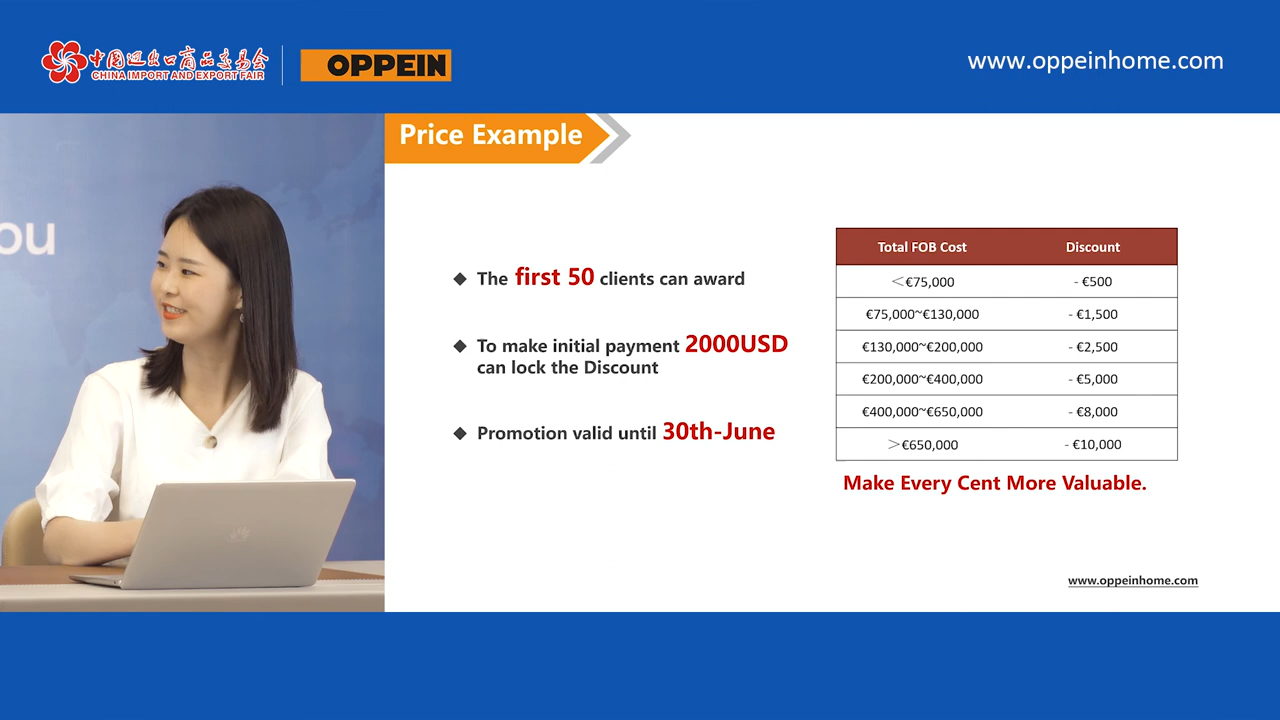 中国进出口商品交易会
CHINA IMPORT AND EXPORT FAIR
OPPEIN
www.oppeinhome.com
ou
Price Example
The first 50 clients can award
To make initial payment 2000USD
can lock the Discount
Promotion valid until 30th-June
Total FOB Cost Discount
<€75,000 - €500
€75,000~€130,000 - €1,500
€130,000~€200,000 - €2,500
€200,000~€400,000 - €5,000
€400,000~€650,000 - €8,000
>€650,000 - €10,000
Make Every Cent More Valuable.
www.oppeinhome.com